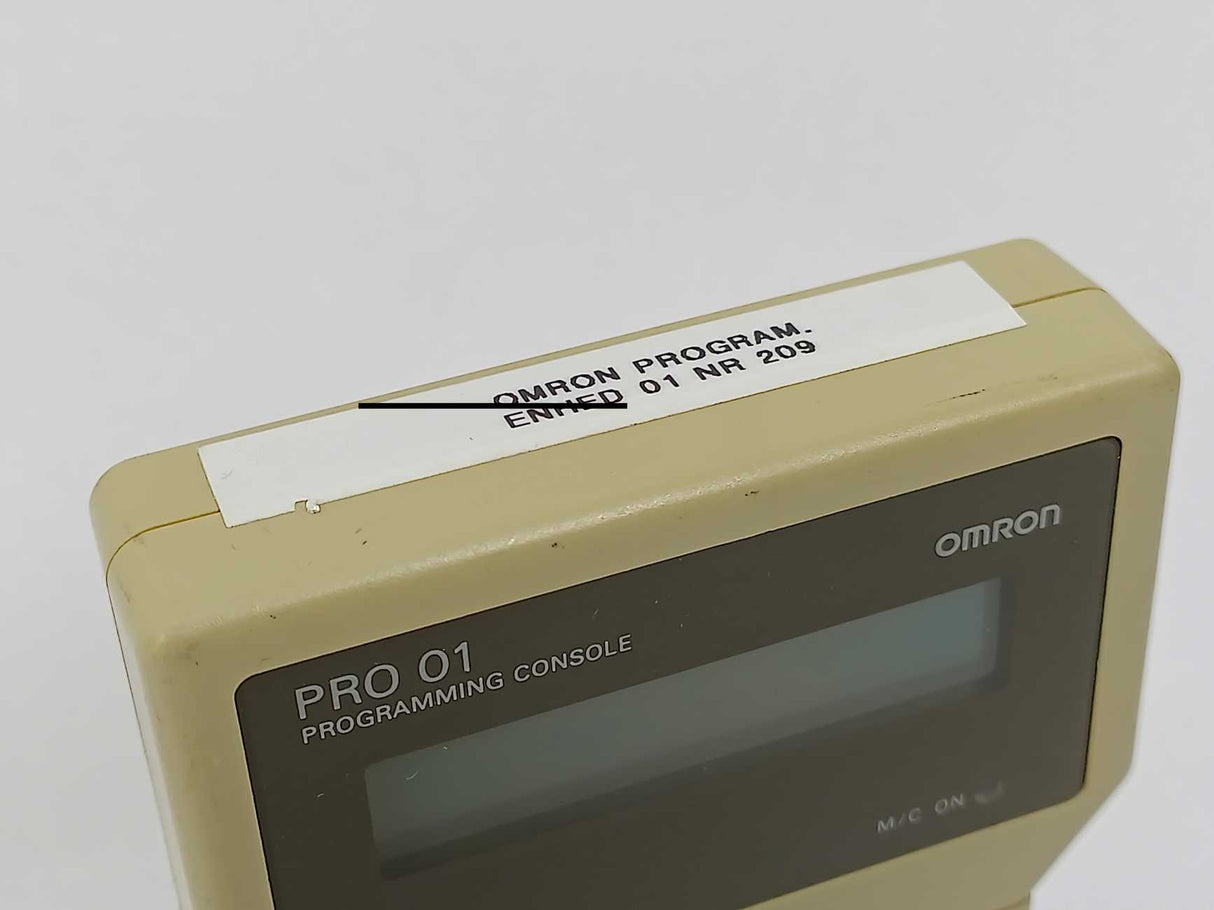 OMRON PROGRAM.
ENHED 01 NR 209
OMRON
PRO 01
PROGRAMMING CONSOLE
M/C ON